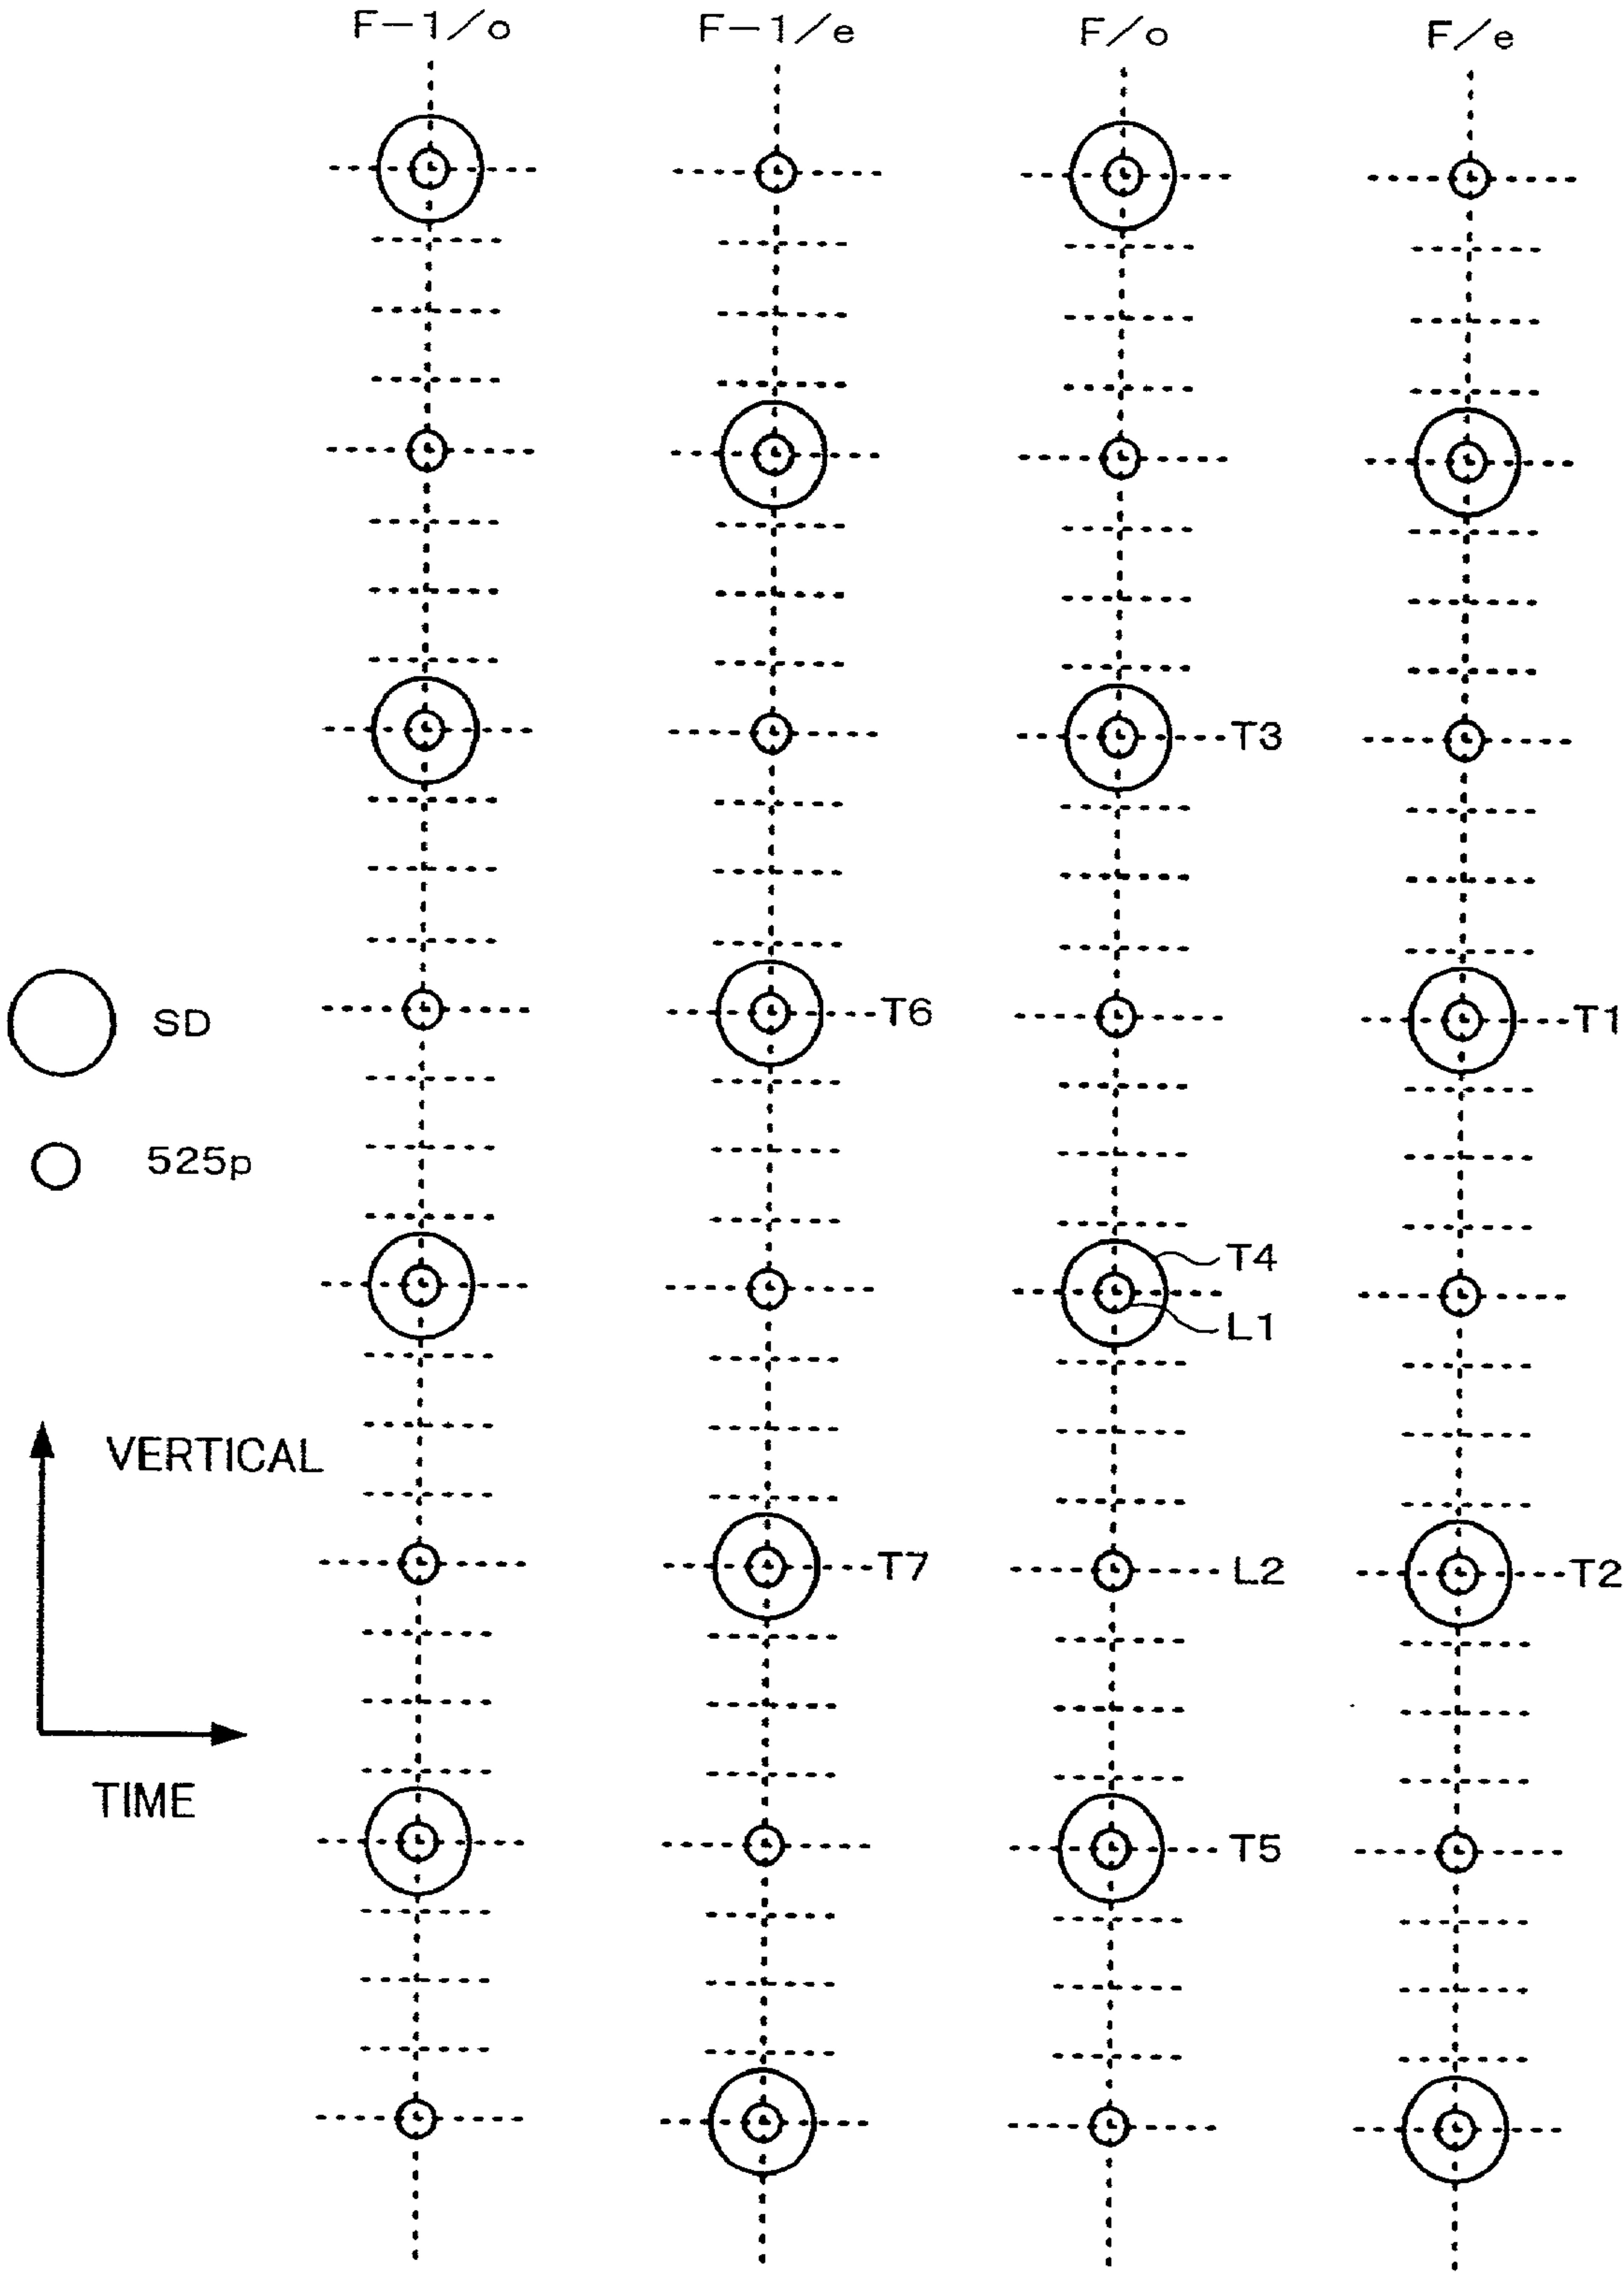 F-1/o F-1/e F/o F/e
T3
T6 T1
SD
525p
T4
L1
VERTICAL
T7 L2 T2
TIME
T5